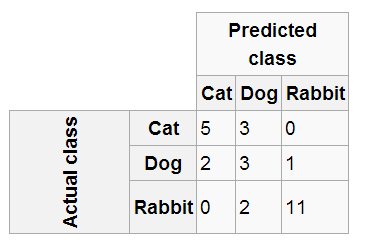 Predicted
class
Cat Dog Rabbit
Actual class
Cat 5 3 0
Dog 2 3 1
Rabbit 0 2 11